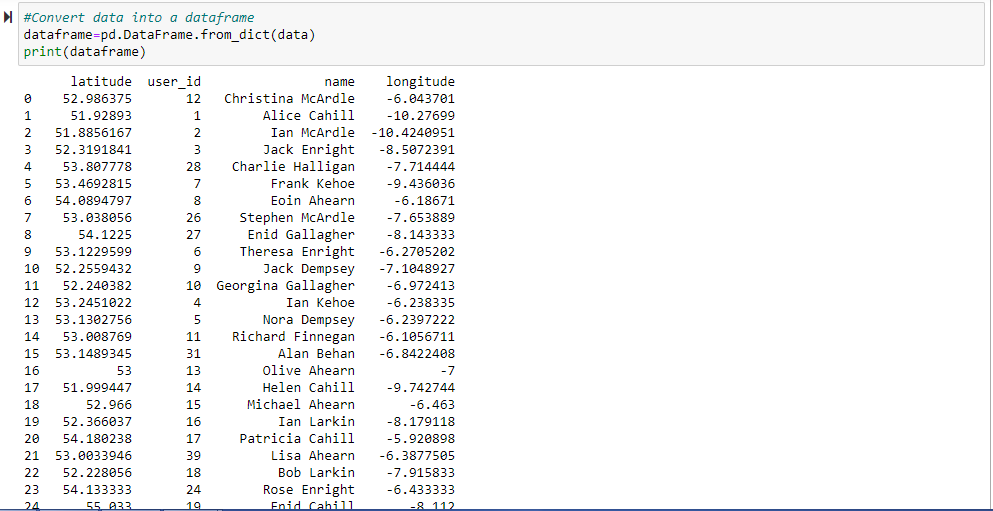 #Convert data into a dataframe
dataframe=pd.DataFrame.from_dict(data)
print(dataframe)
latitude user_id name longitude
0 52.986375 12 Christina McArdle -6.043701
1 51.92893 1 Alice Cahill -10.27699
2 51.8856167 2 Ian McArdle -10.4240951
3 52.3191841 3 Jack Enright -8.5072391
4 53.807778 28 Charlie Halligan -7.714444
5 53.4692815 7 Frank Kehoe -9.436036
6 54.0894797 8 Eoin Ahearn -6.18671
7 53.038056 26 Stephen McArdle -7.653889
8 54.1225 27 Enid Gallagher -8.143333
9 53.1229599 6 Theresa Enright -6.2705202
10 52.2559432 9 Jack Dempsey -7.1048927
11 52.240382 10 Georgina Gallagher -6.972413
12 53.2451022 4 Ian Kehoe -6.238335
13 53.1302756 5 Nora Dempsey -6.2397222
14 53.008769 11 Richard Finnegan -6.1056711
15 53.1489345 31 Alan Behan -6.8422408
16 53 13 Olive Ahearn -7
17 51.999447 14 Helen Cahill -9.742744
18 52.966 15 Michael Ahearn -6.463
19 52.366037 16 Ian Larkin -8.179118
20 54.180238 17 Patricia Cahill -5.920898
21 53.0033946 39 Lisa Ahearn -6.3877505
22 52.228056 18 Bob Larkin -7.915833
23 54.133333 24 Rose Enright -6.433333
24 55.033 19 Enid Cahill -8.112